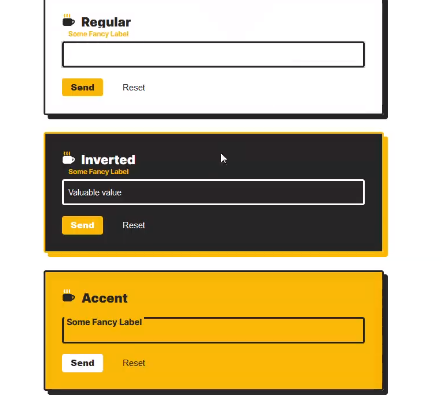 Regular
Some Fancy Label
Send Reset
Inverted
Some Fancy Label
Valuable value
Send Reset
Accent
Some Fancy Label
Send Reset